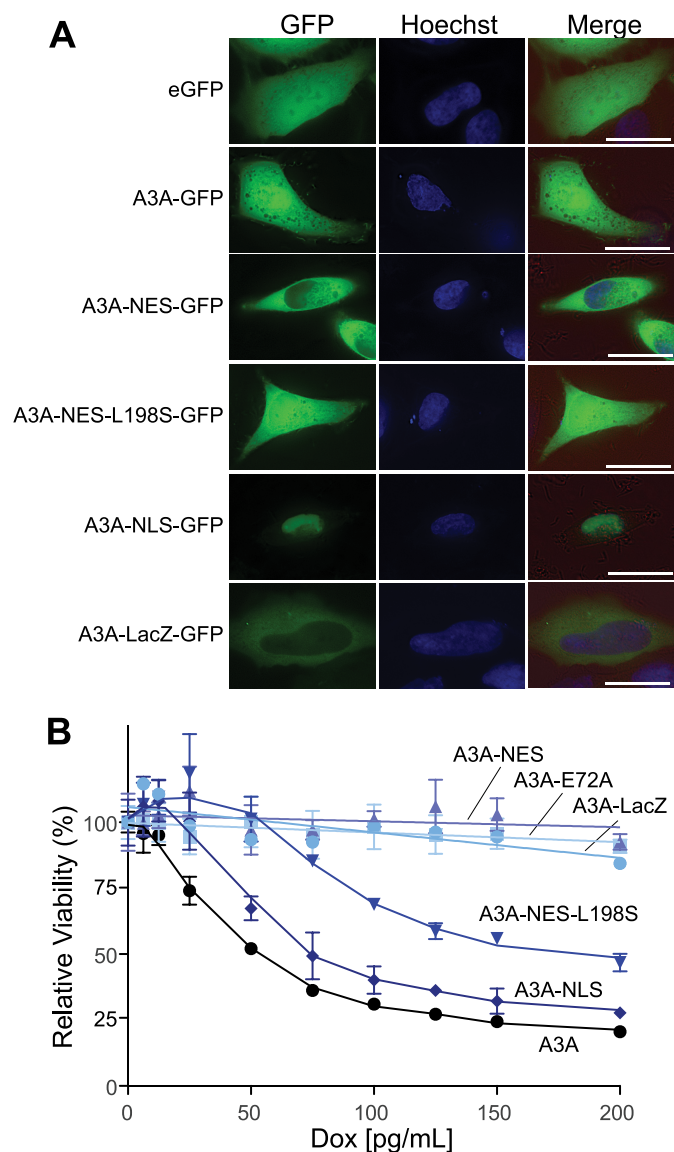 A
GFP Hoechst Merge
eGFP
A3A-GFP
A3A-NES-GFP
A3A-NES-L198S-GFP
A3A-NLS-GFP
A3A-LacZ-GFP
B
A3A-NES
A3A-E72A
A3A-LacZ
A3A-NES-L198S
A3A-NLS
A3A
Relative Viability (%)
100
75
50
25
0
0 50 100 150 200
Dox [pg/mL]